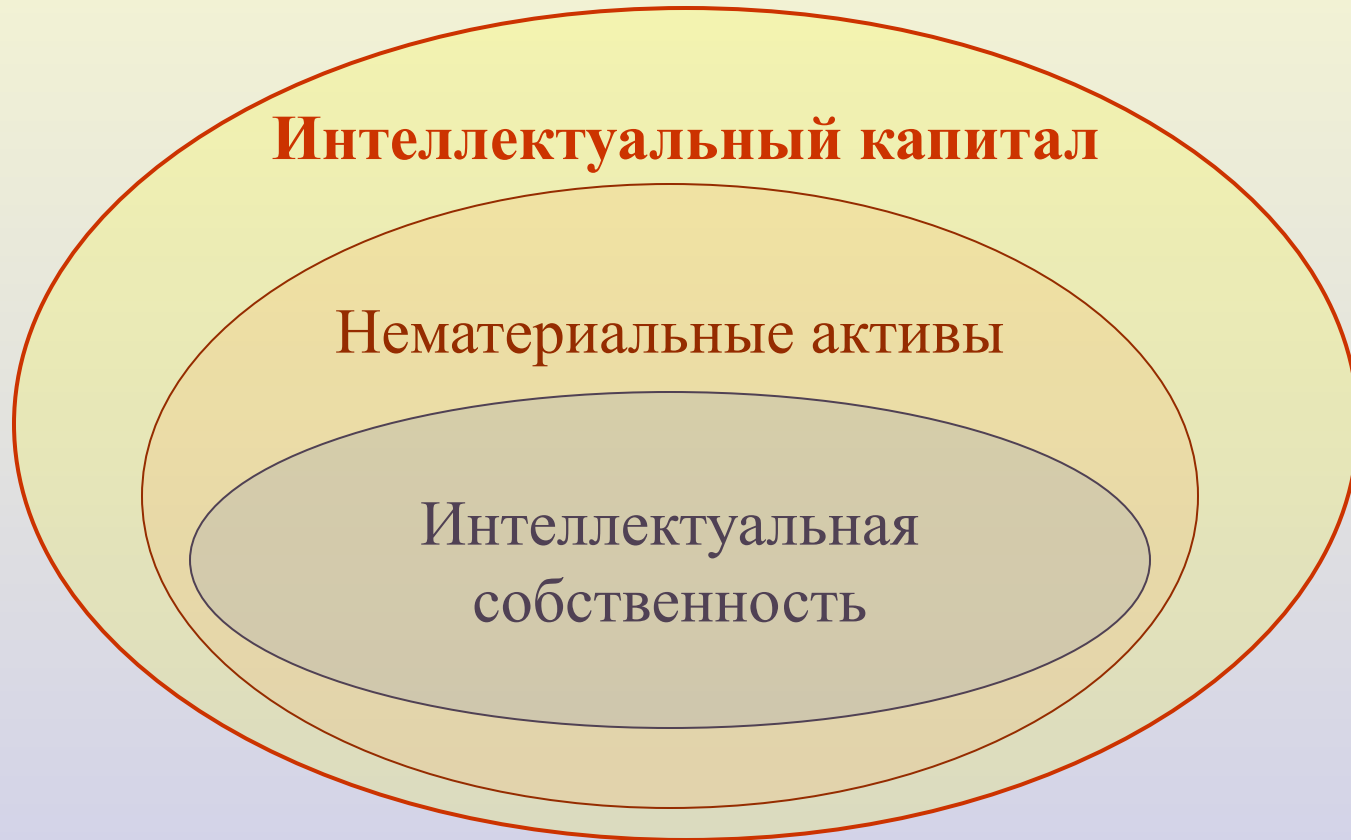 Интеллектуальный капитал
Нематериальные активы
Интеллектуальная
собственность